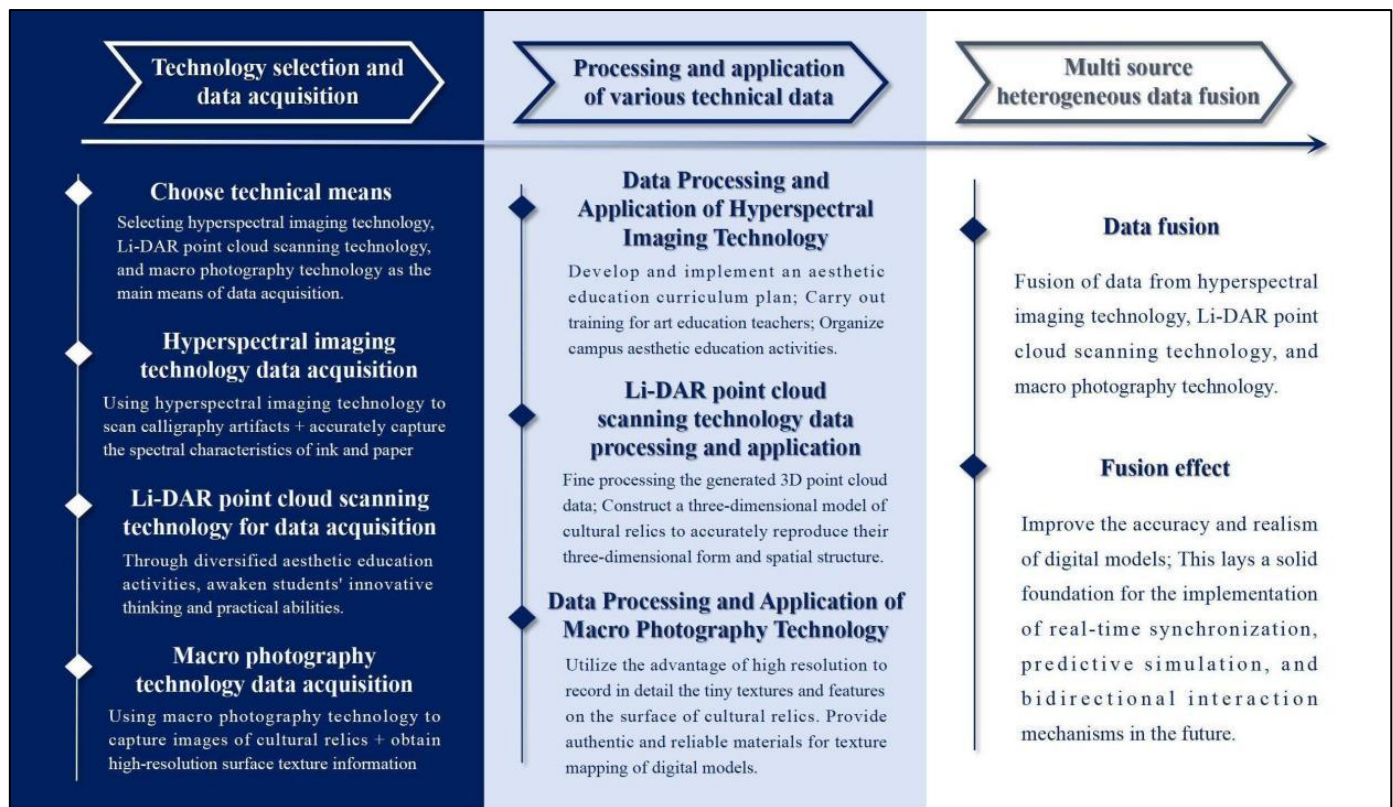 Technology selection and
data acquisition
Choose technical means
Selecting hyperspectral imaging technology,
Li-DAR point cloud scanning technology,
and macro photography technology as the
main means of data acquisition.
Hyperspectral imaging
technology data acquisition
Using hyperspectral imaging technology to
scan calligraphy artifacts + accurately capture
the spectral characteristics of ink and paper
Li-DAR point cloud scanning
technology for data acquisition
Through diversified aesthetic education
activities, awaken students' innovative
thinking and practical abilities.
Macro photography
technology data acquisition
Using macro photography technology to
capture images of cultural relics + obtain
high-resolution surface texture information
Processing and application
of various technical data
Data Processing and
Application of Hyperspectral
Imaging Technology
Develop and implement an aesthetic
education curriculum plan; Carry out
training for art education teachers; Organize
campus aesthetic education activities.
Li-DAR point cloud
scanning technology data
processing and application
Fine processing the generated 3D point cloud
data; Construct a three-dimensional model of
cultural relics to accurately reproduce their
three-dimensional form and spatial structure.
Data Processing and Application of
Macro Photography Technology
Utilize the advantage of high resolution to
record in detail the tiny textures and features
on the surface of cultural relics. Provide
authentic and reliable materials for texture
mapping of digital models.
Multi source
heterogeneous data fusion
Data fusion
Fusion of data from hyperspectral
imaging technology, Li-DAR point
cloud scanning technology, and
macro photography technology.
Fusion effect
Improve the accuracy and realism
of digital models; This lays a solid
foundation for the implementation
of real-time synchronization,
predictive simulation, and
bidirectional interaction
mechanisms in the future.